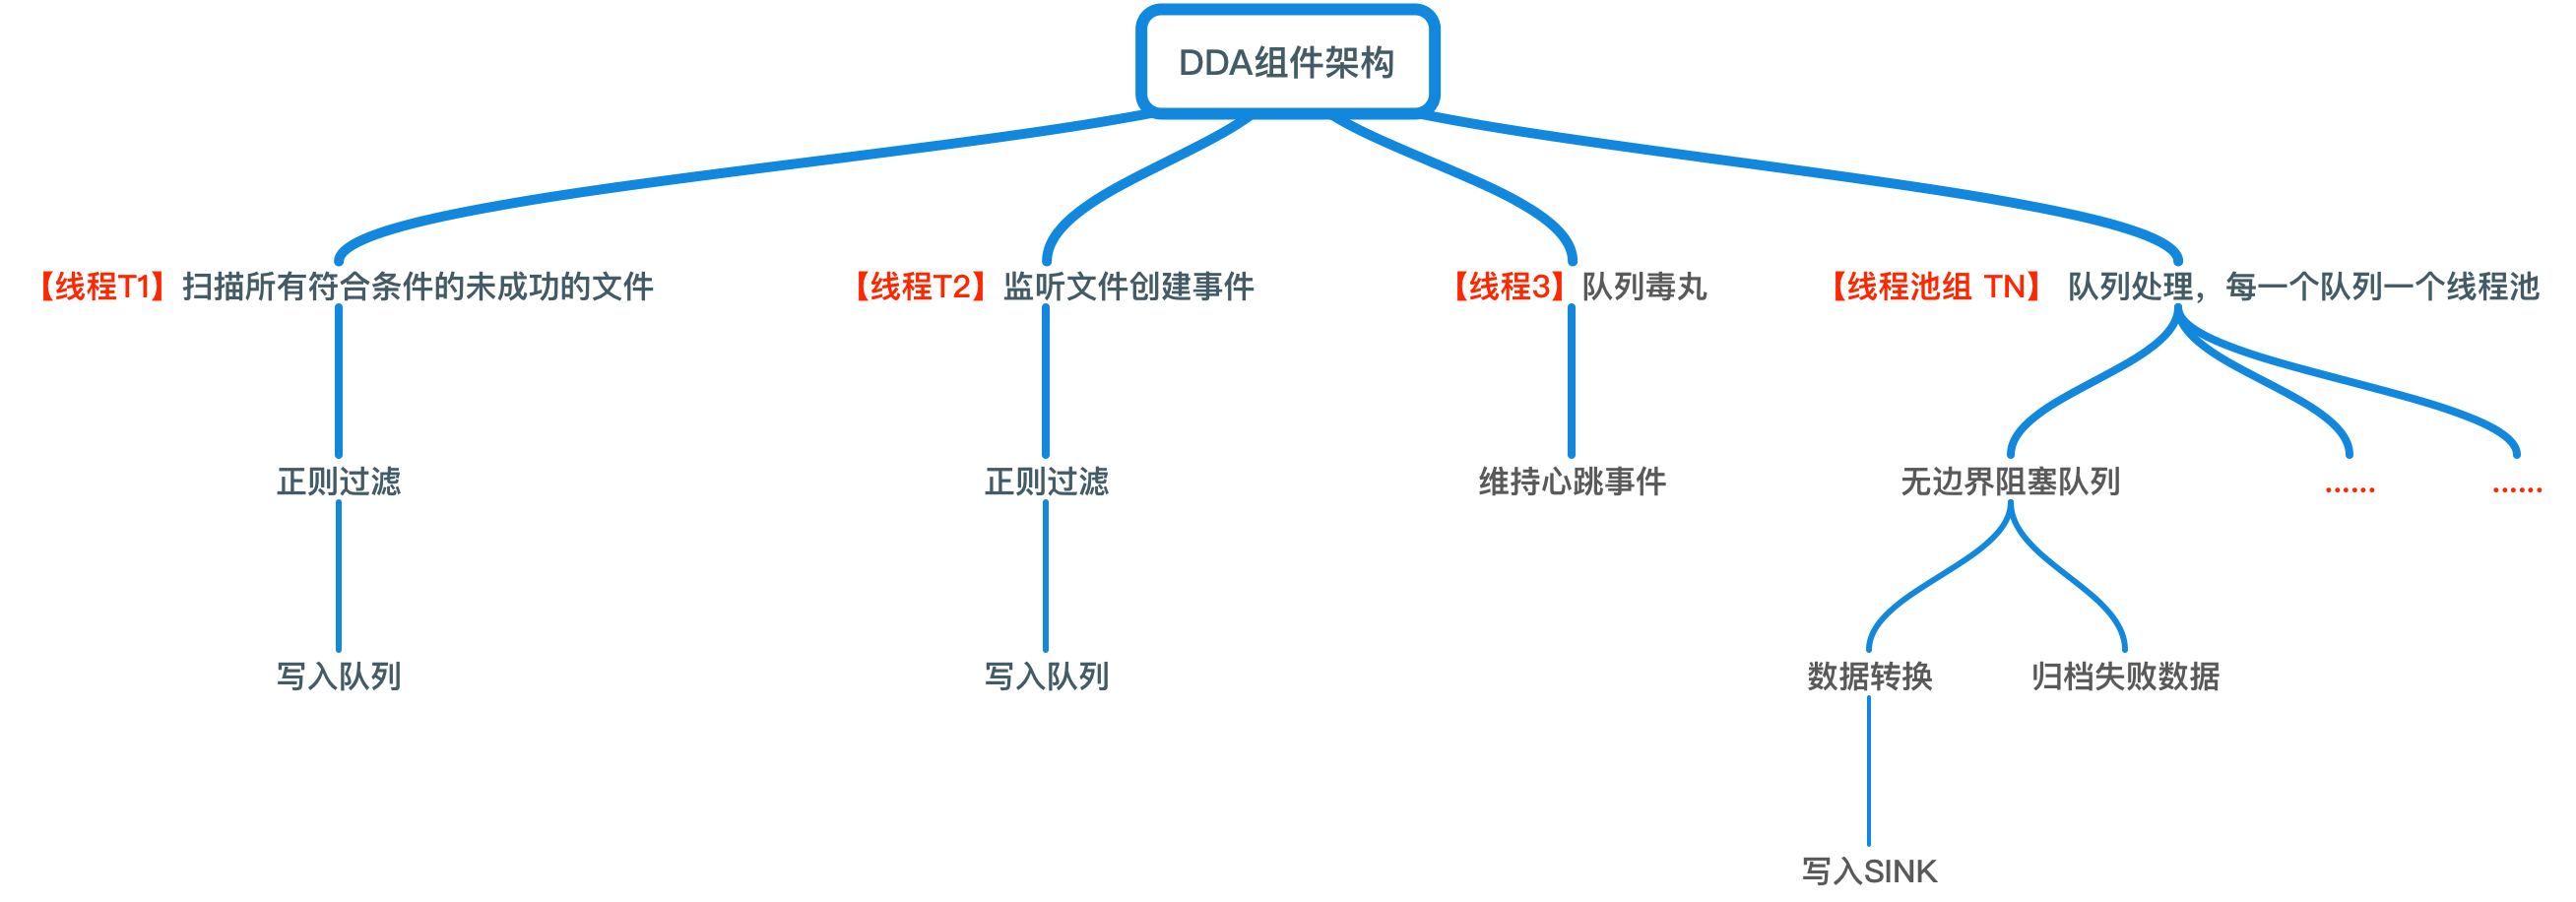 DDA组件架构
【线程T1】扫描所有符合条件的未成功的文件
【线程T2】监听文件创建事件
【线程3】队列毒丸
【线程池组 TN】 队列处理，每一个队列一个线程池
正则过滤
正则过滤
维持心跳事件
无边界阻塞队列
......
......
写入队列
写入队列
数据转换
归档失败数据
写入SINK